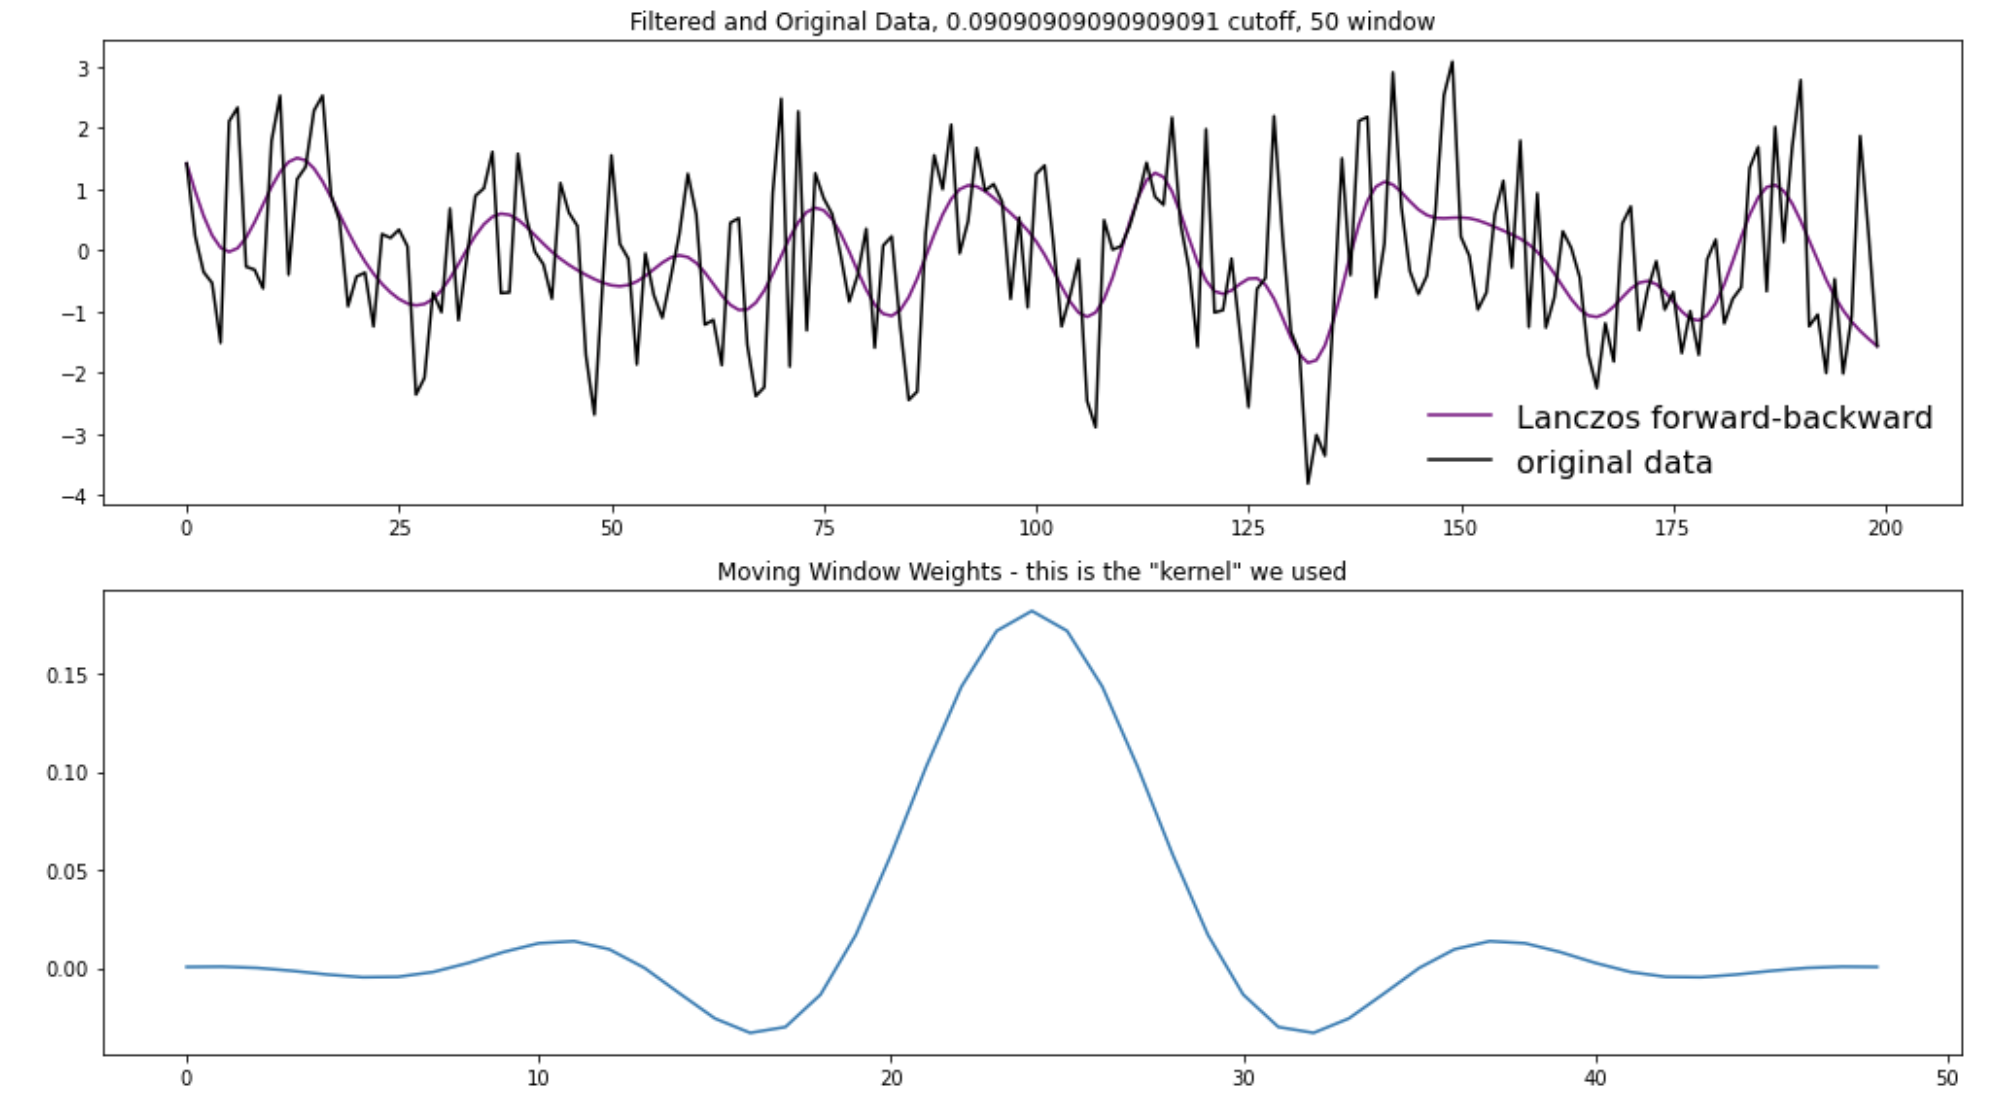 Filtered and Original Data, 0.09090909090909091 cutoff, 50 window
3
2
1
0
−1
−2
−3
−4
Lanczos forward-backward
original data
0 25 50 75 100 125 150 175 200
Moving Window Weights - this is the "kernel" we used
0.15
0.10
0.05
0.00
0 10 20 30 40 50